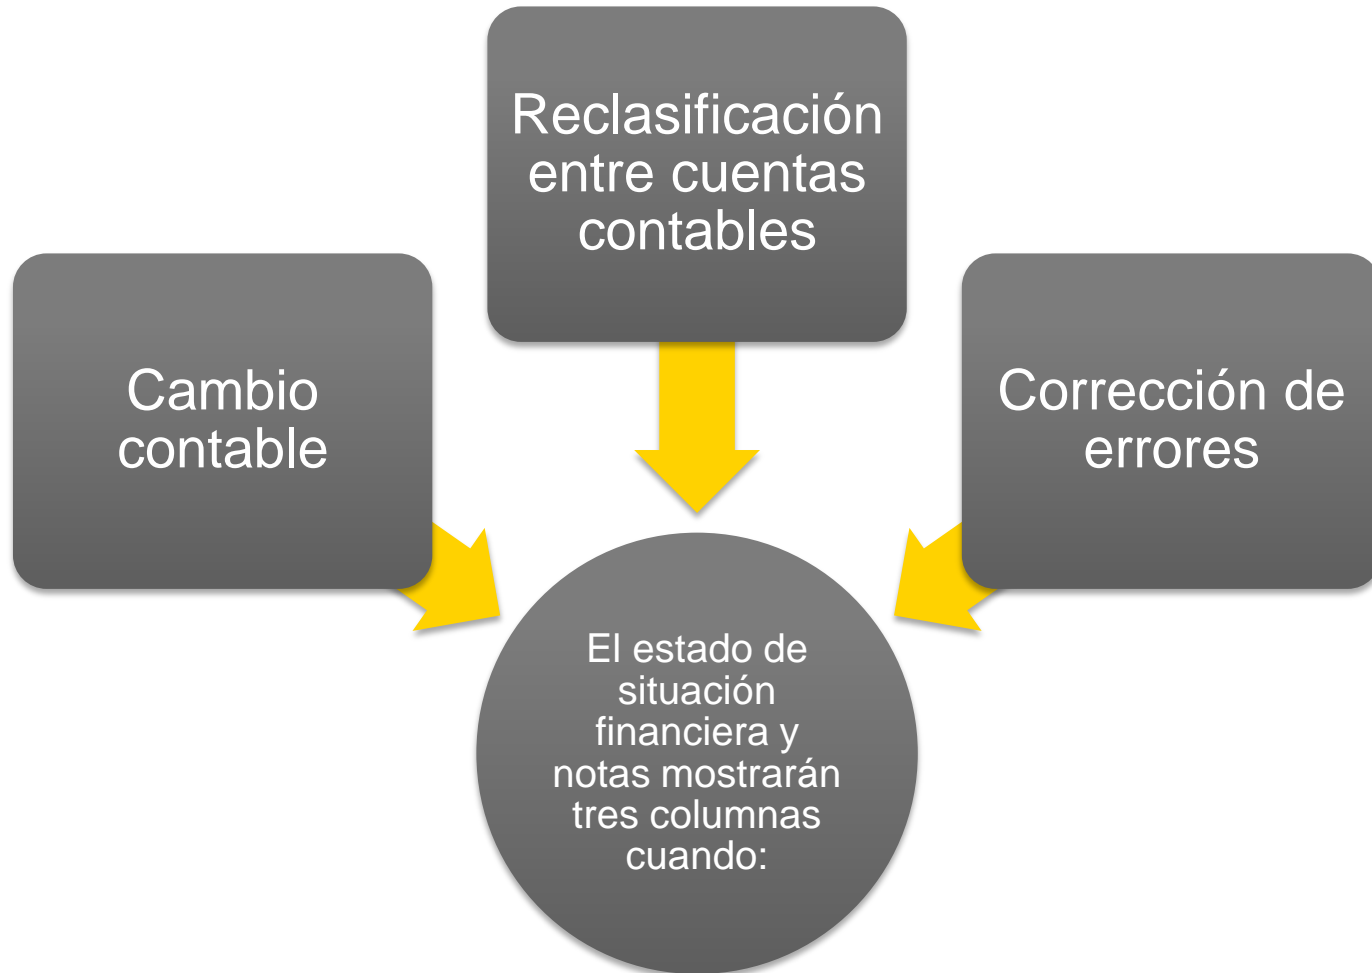 Reclasificación
entre cuentas
contables
Cambio
contable
Corrección de
errores
El estado de
situación
financiera y
notas mostrarán
tres columnas
cuando: